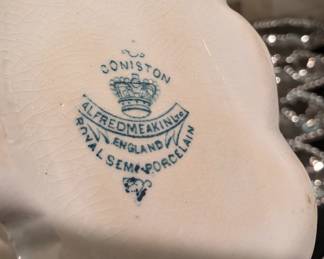 CONISTON
ALFRED MEAKIN LTD
ENGLAND
ROYAL SEMI-PORCELAIN